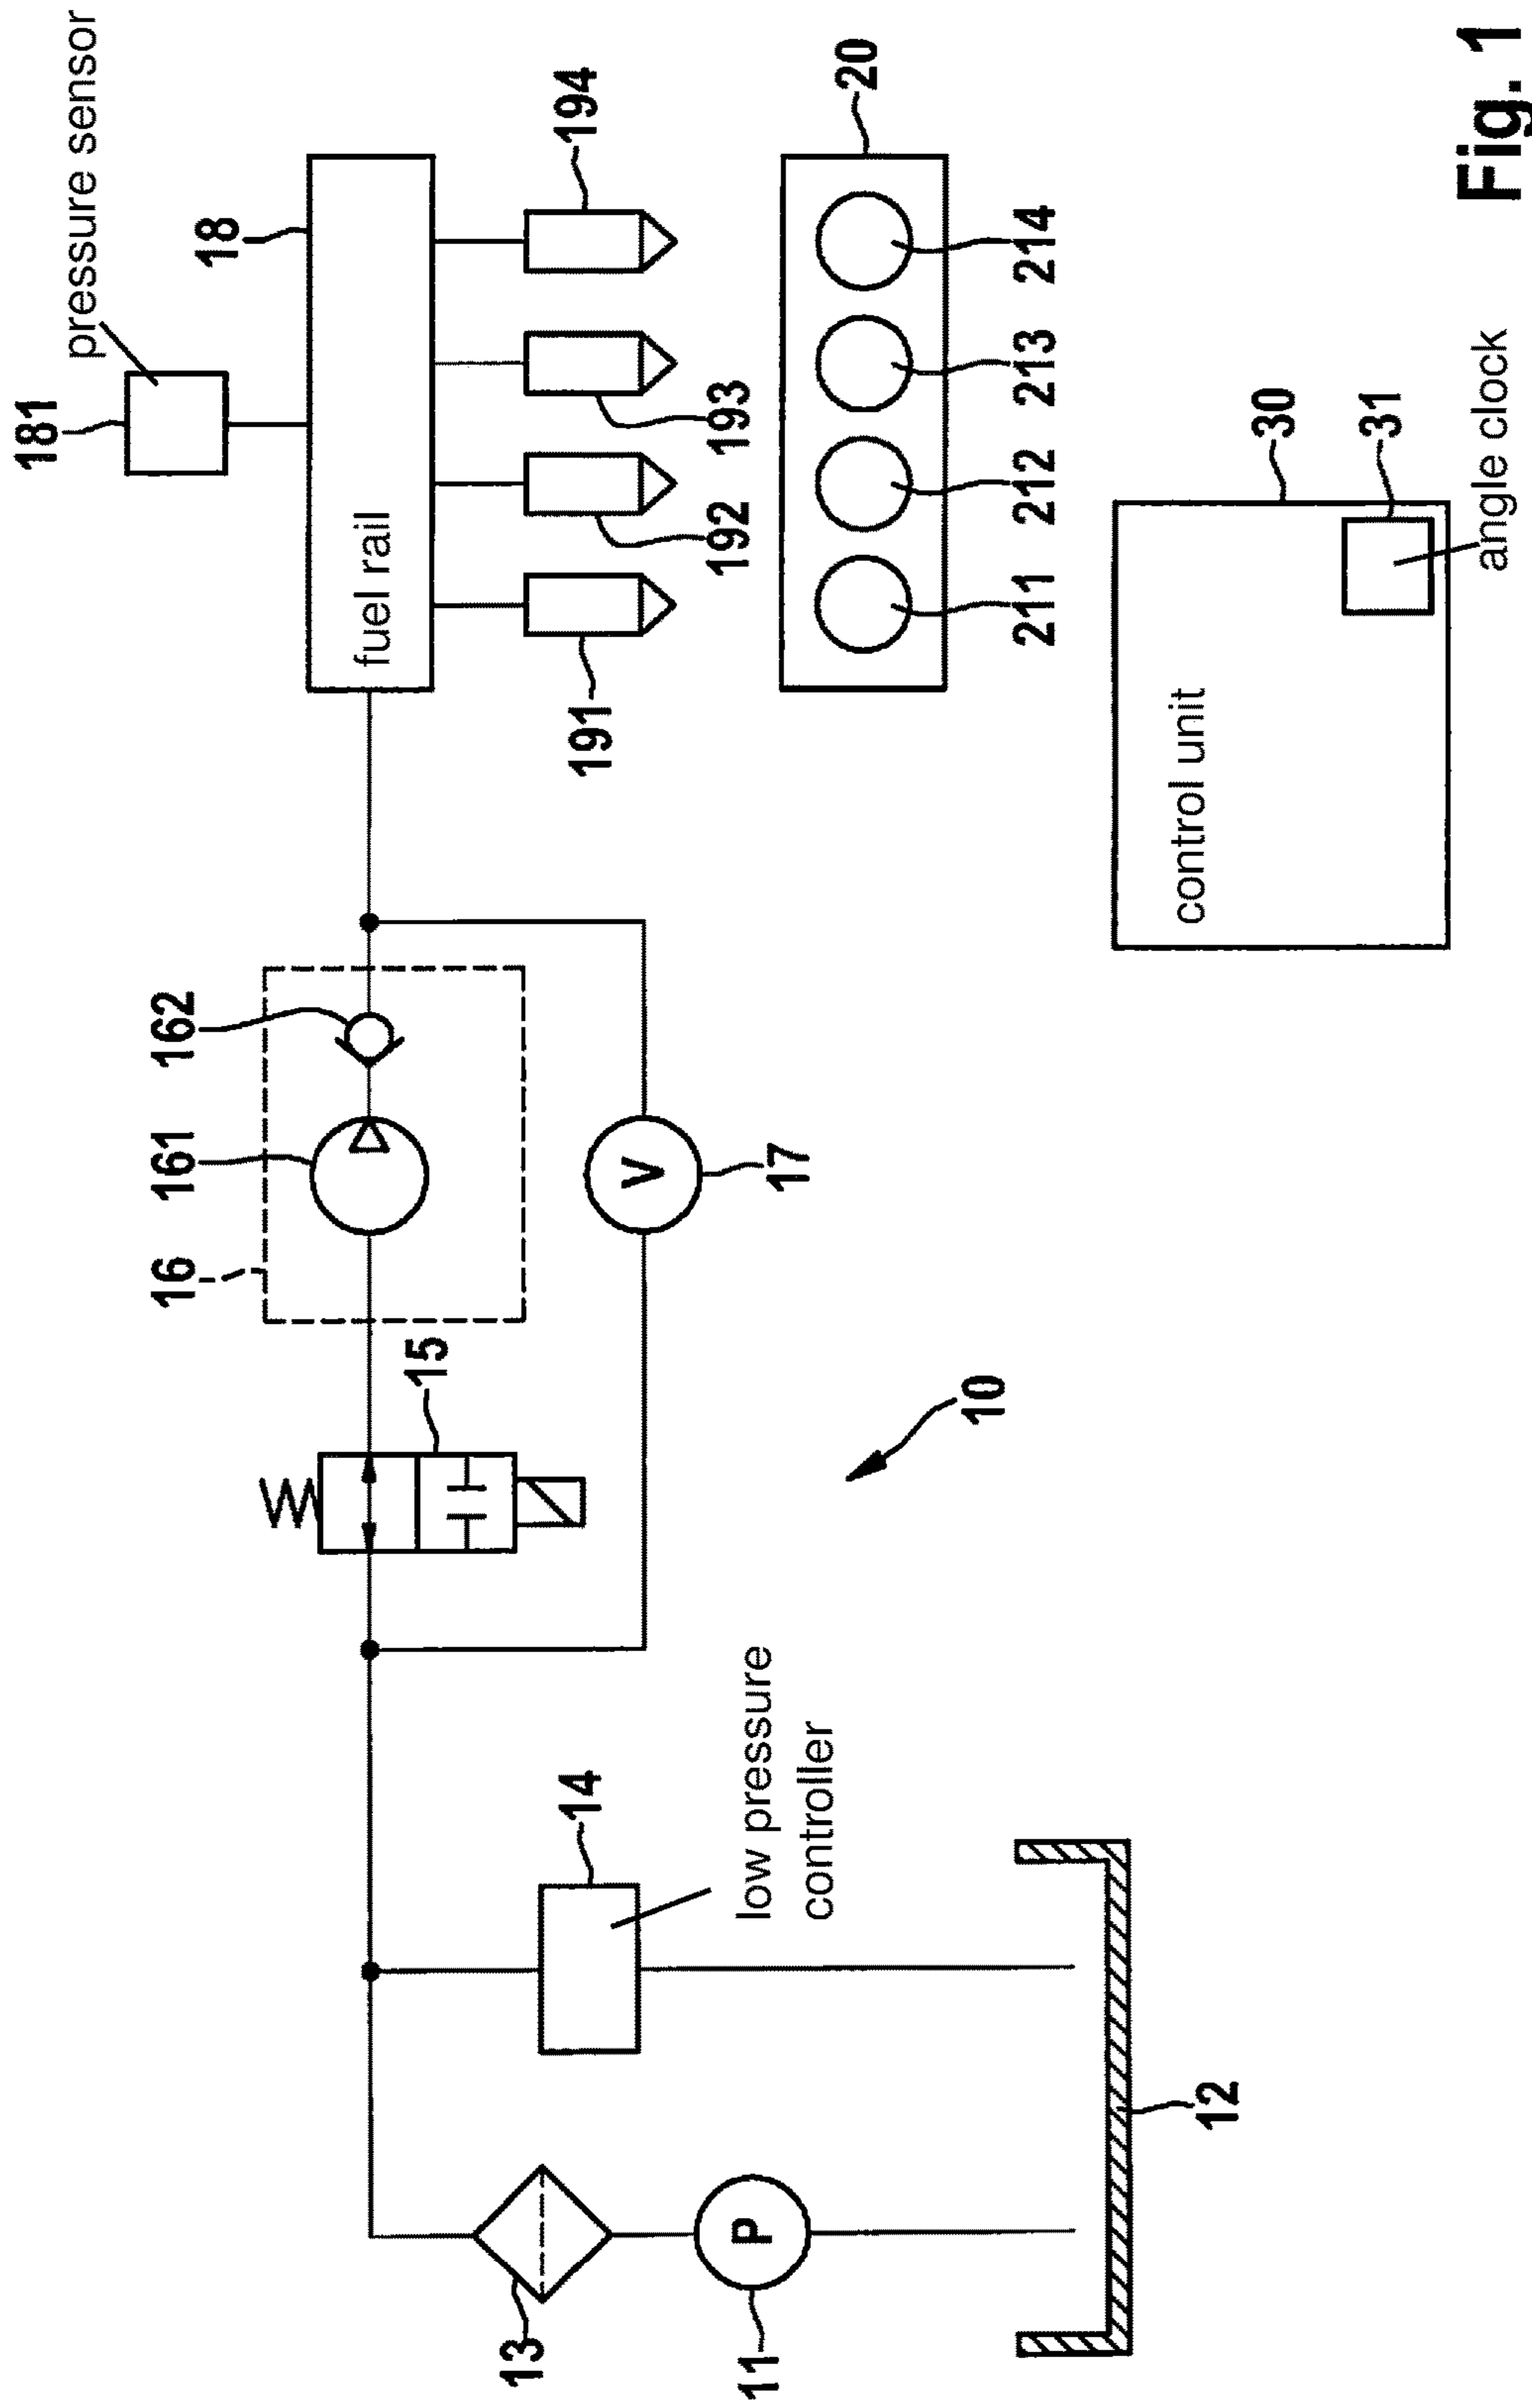 181
pressure sensor
18
fuel rail
194
193
192
191
20
214
213
212
211
162
161
16
V
17
15
10
14
low pressure
controller
13
P
11
12
30
31
control unit
angle clock
Fig. 1